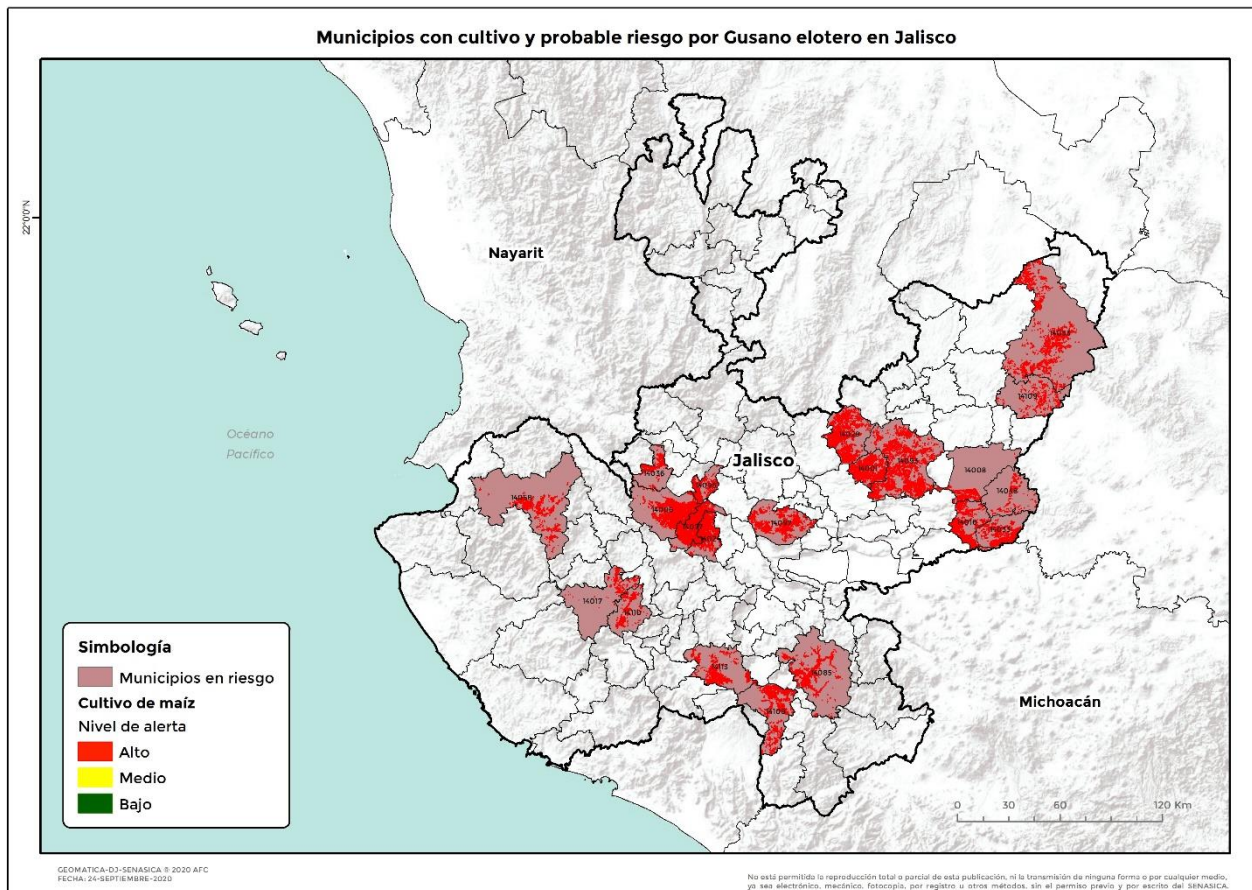 Municipios con cultivo y probable riesgo por Gusano elotero en Jalisco
22°0'0"N
Nayarit
Océano
Pacífico
Jalisco
Michoacán
14109
14008
14058
14017
14110
14085
Simbología
Municipios en riesgo
Cultivo de maíz
Nivel de alerta
Alto
Medio
Bajo
0 30 60 120 Km
GEOMATICA-DJ-SENASICA © 2020 AFC
FECHA: 24-SEPTIEMBRE-2020
No está permitida la reproducción total o parcial de esta publicación, ni la transmisión de ninguna forma o por cualquier medio,
ya sea electrónico, mecánico, fotocopia, por registro u otros métodos, sin el permiso previo y por escrito del SENASICA.